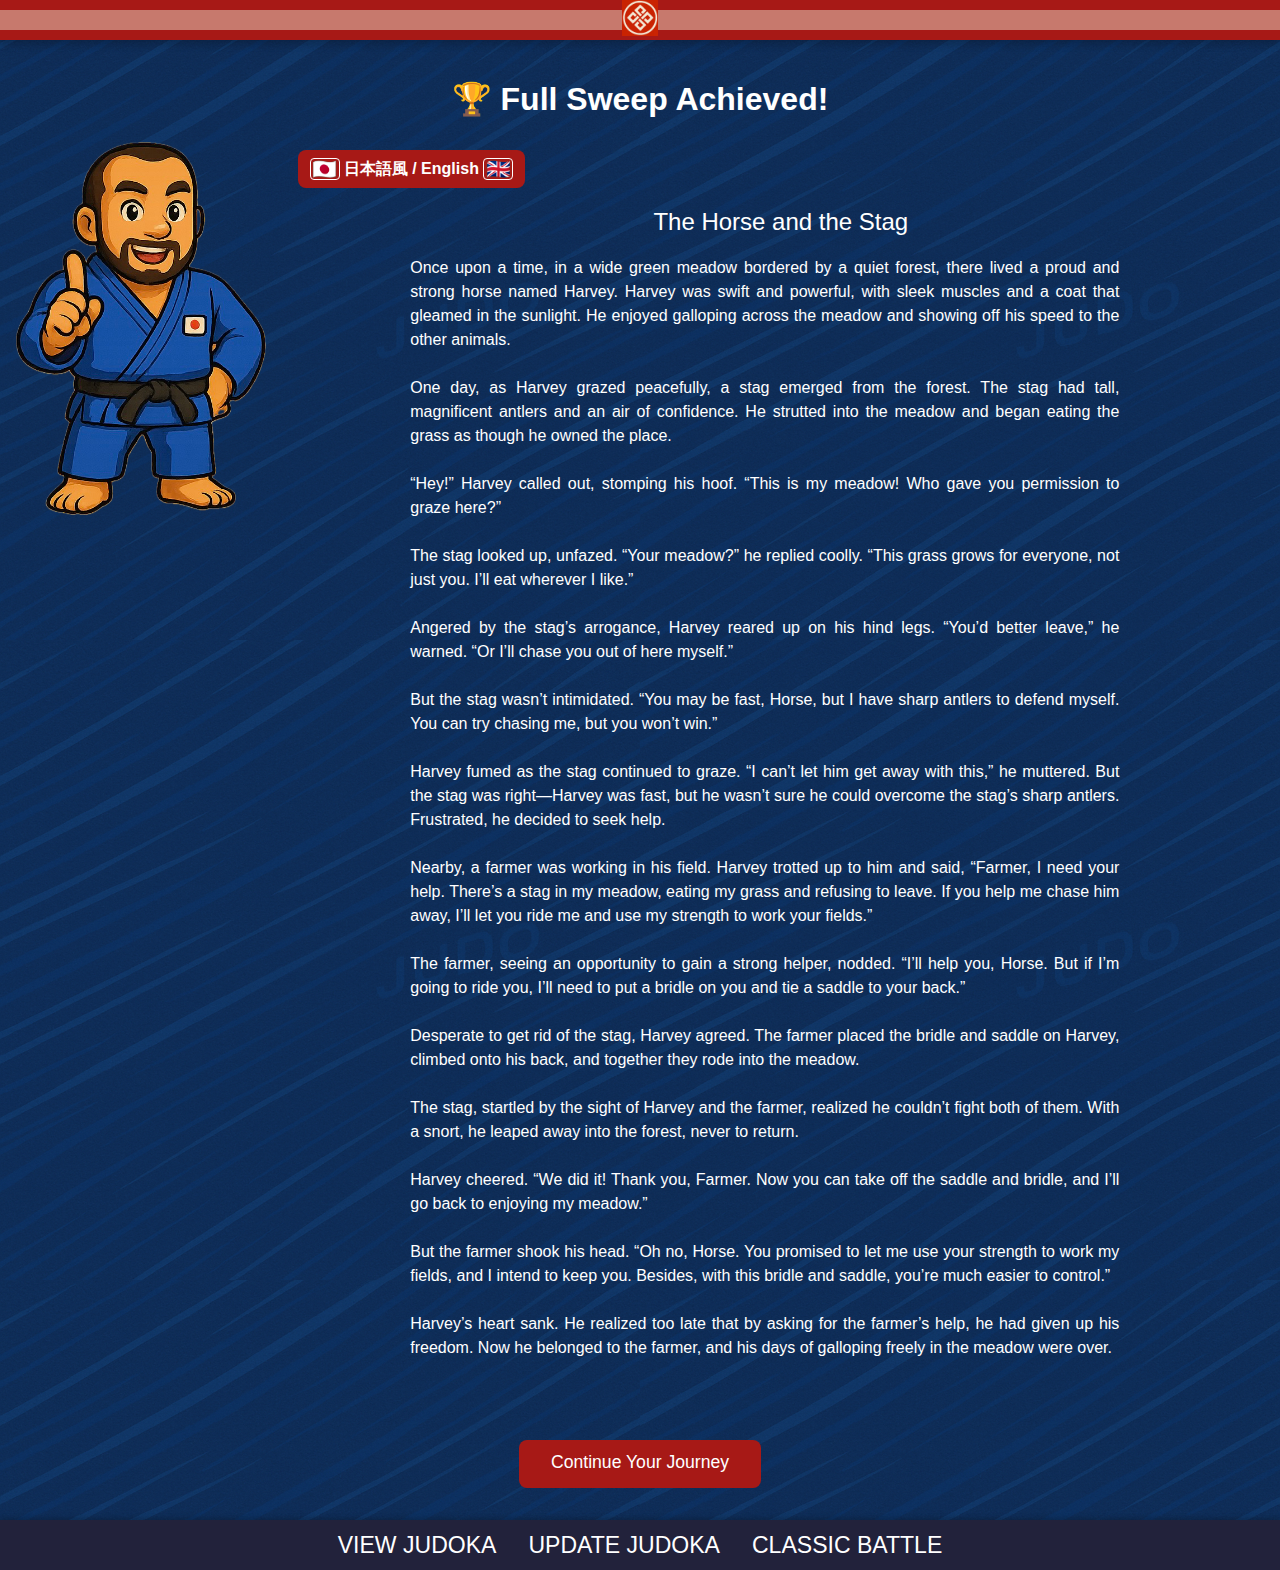 🏆 Full Sweep Achieved!
日本語風 / English
The Horse and the Stag
Once upon a time, in a wide green meadow bordered by a quiet forest, there lived a proud and
strong horse named Harvey. Harvey was swift and powerful, with sleek muscles and a coat that
gleamed in the sunlight. He enjoyed galloping across the meadow and showing off his speed to the
other animals.
One day, as Harvey grazed peacefully, a stag emerged from the forest. The stag had tall,
magnificent antlers and an air of confidence. He strutted into the meadow and began eating the
grass as though he owned the place.
“Hey!” Harvey called out, stomping his hoof. “This is my meadow! Who gave you permission to
graze here?”
The stag looked up, unfazed. “Your meadow?” he replied coolly. “This grass grows for everyone, not
just you. I’ll eat wherever I like.”
Angered by the stag’s arrogance, Harvey reared up on his hind legs. “You’d better leave,” he
warned. “Or I’ll chase you out of here myself.”
But the stag wasn’t intimidated. “You may be fast, Horse, but I have sharp antlers to defend myself.
You can try chasing me, but you won’t win.”
Harvey fumed as the stag continued to graze. “I can’t let him get away with this,” he muttered. But
the stag was right—Harvey was fast, but he wasn’t sure he could overcome the stag’s sharp antlers.
Frustrated, he decided to seek help.
Nearby, a farmer was working in his field. Harvey trotted up to him and said, “Farmer, I need your
help. There’s a stag in my meadow, eating my grass and refusing to leave. If you help me chase him
away, I’ll let you ride me and use my strength to work your fields.”
The farmer, seeing an opportunity to gain a strong helper, nodded. “I’ll help you, Horse. But if I’m
going to ride you, I’ll need to put a bridle on you and tie a saddle to your back.”
Desperate to get rid of the stag, Harvey agreed. The farmer placed the bridle and saddle on Harvey,
climbed onto his back, and together they rode into the meadow.
The stag, startled by the sight of Harvey and the farmer, realized he couldn’t fight both of them. With
a snort, he leaped away into the forest, never to return.
Harvey cheered. “We did it! Thank you, Farmer. Now you can take off the saddle and bridle, and I’ll
go back to enjoying my meadow.”
But the farmer shook his head. “Oh no, Horse. You promised to let me use your strength to work my
fields, and I intend to keep you. Besides, with this bridle and saddle, you’re much easier to control.”
Harvey’s heart sank. He realized too late that by asking for the farmer’s help, he had given up his
freedom. Now he belonged to the farmer, and his days of galloping freely in the meadow were over.
Continue Your Journey
VIEW JUDOKA UPDATE JUDOKA CLASSIC BATTLE